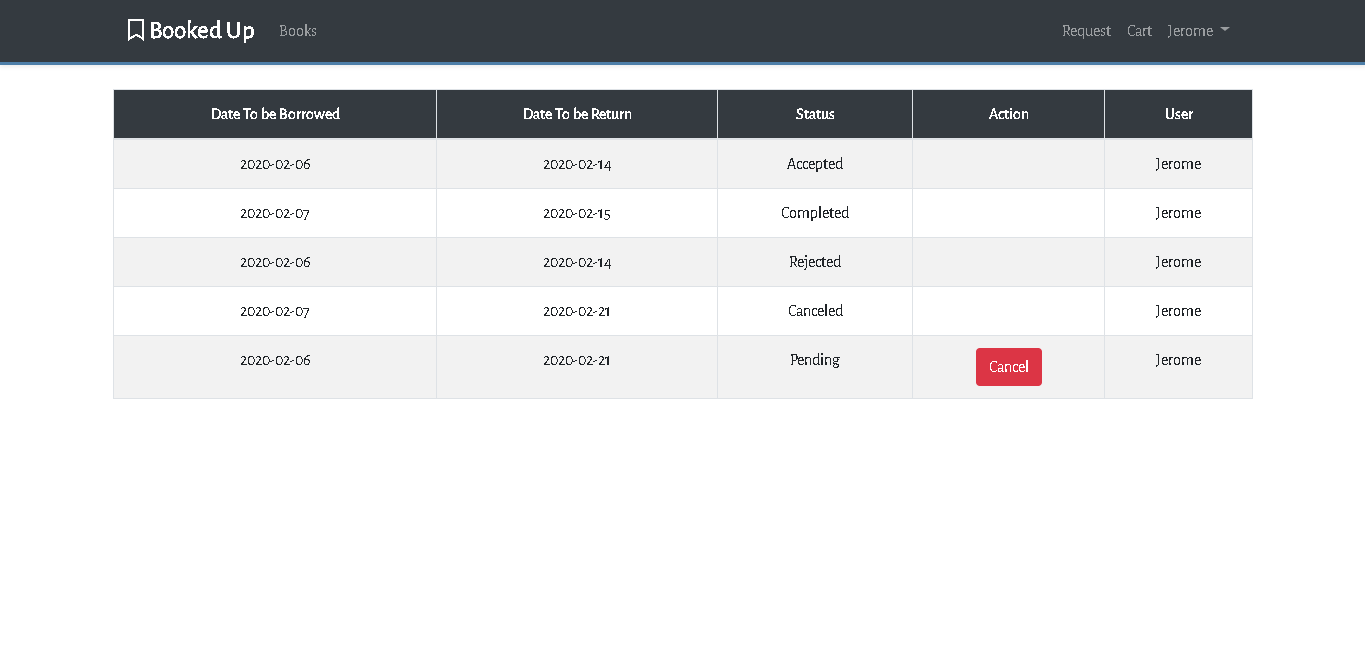 Booked Up Books Request Cart Jerome
Date To be Borrowed Date To be Return Status Action User
2020-02-06 2020-02-14 Accepted Jerome
2020-02-07 2020-02-15 Completed Jerome
2020-02-06 2020-02-14 Rejected Jerome
2020-02-07 2020-02-21 Canceled Jerome
2020-02-06 2020-02-21 Pending Cancel Jerome